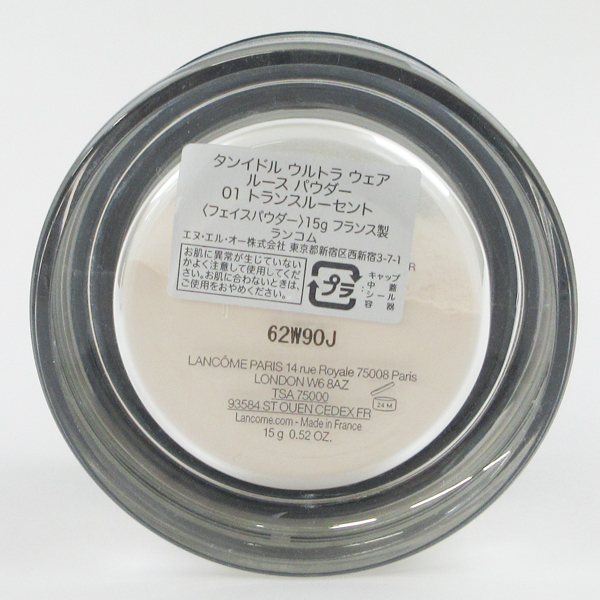 タンイドル ウルトラ ウェア
ルース パウダー
01 トランスルーセント
〈フェイスパウダー〉15g フランス製
ランコム
エヌ・エル・オー株式会社 東京都新宿区西新宿3-7-1
お肌に異常が生じていない
かよく注意して使用してくだ
さい。お肌に合わないときは、
ご使用をおやめください。
プラ
キャップ
中蓋
シール
容器
R
62W90J
LANCÔME PARIS 14 rue Royale 75008 Paris
LONDON W6 8AZ
TSA 75000
93584 ST OUEN CEDEX FR
24 M
Lancome.com - Made in France
15 g 0.52 OZ.